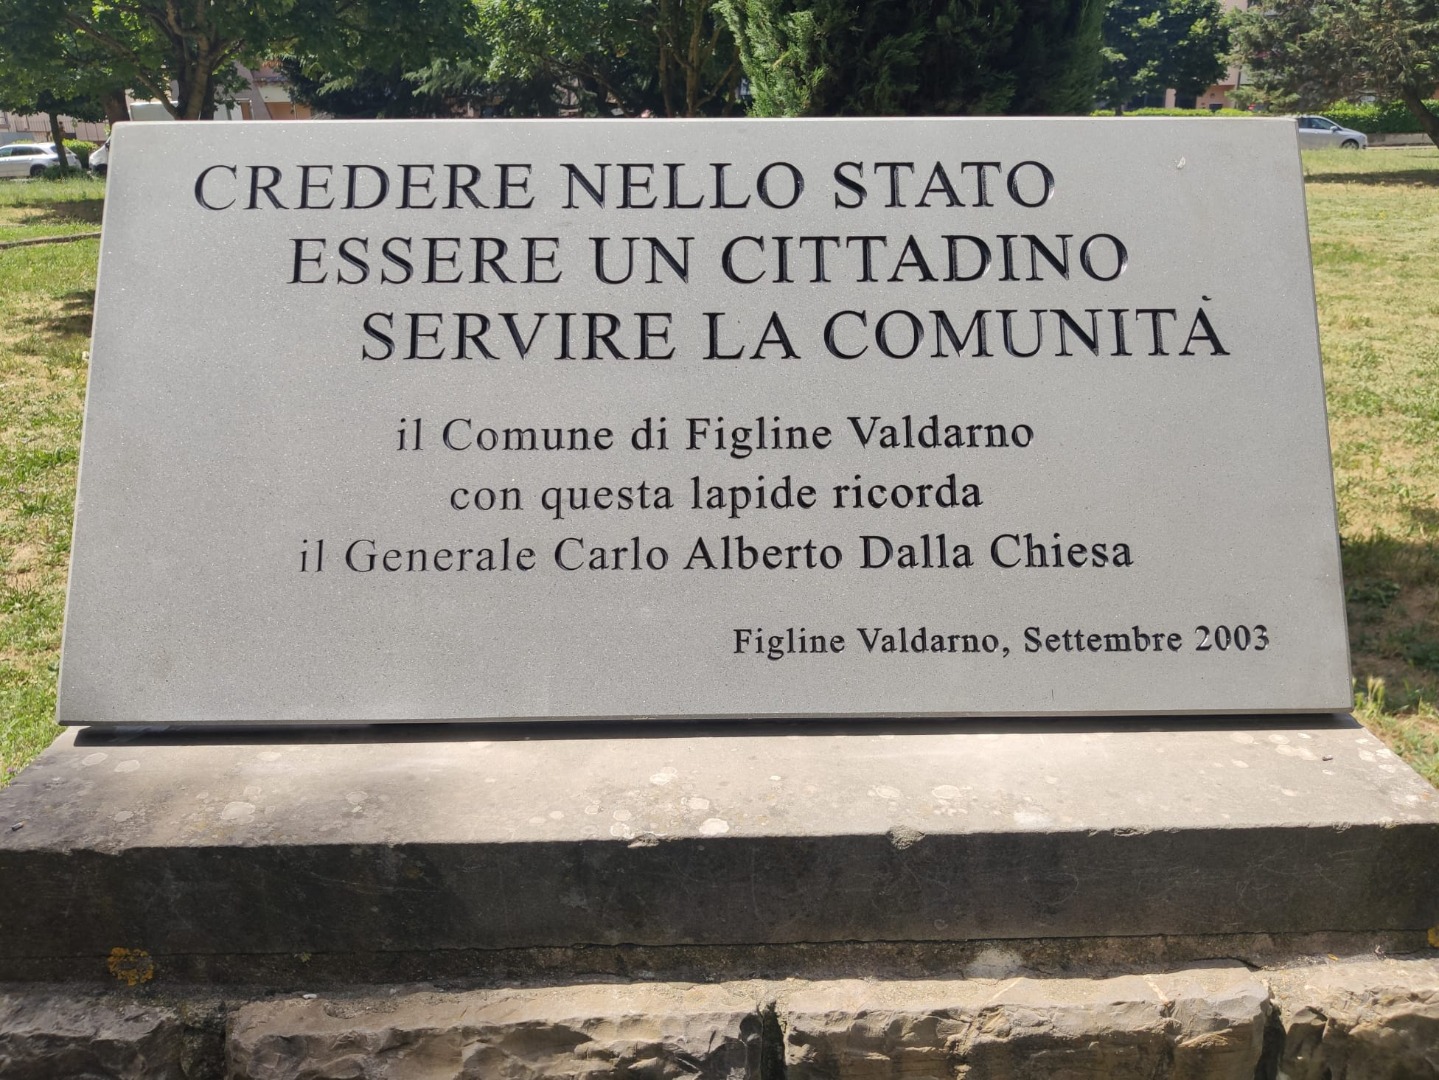 CREDERE NELLO STATO
ESSERE UN CITTADINO
SERVIRE LA COMUNITÀ
il Comune di Figline Valdarno
con questa lapide ricorda
il Generale Carlo Alberto Dalla Chiesa
Figline Valdarno, Settembre 2003